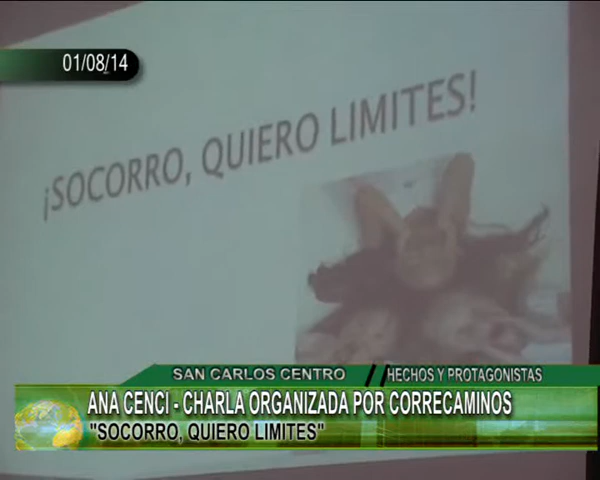 01/08/14
¡SOCORRO, QUIERO LIMITES!
SAN CARLOS CENTRO // HECHOS Y PROTAGONISTAS
ANA CENCI - CHARLA ORGANIZADA POR CORRECAMINOS
"SOCORRO, QUIERO LIMITES"